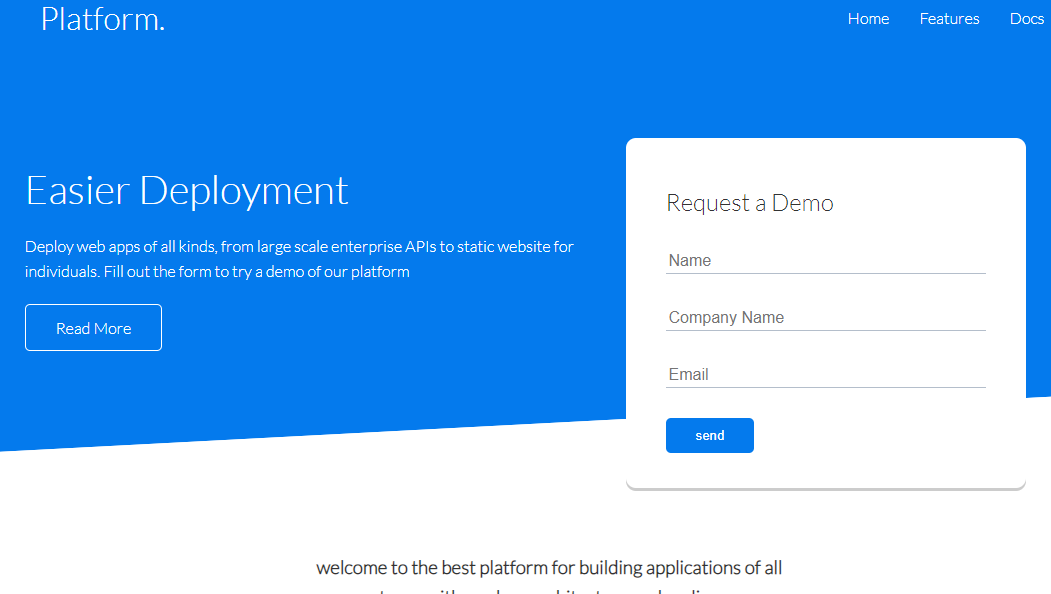 Platform.
Home Features Docs
Easier Deployment
Deploy web apps of all kinds, from large scale enterprise APIs to static website for
individuals. Fill out the form to try a demo of our platform
Read More
Request a Demo
Name
Company Name
Email
send
welcome to the best platform for building applications of all